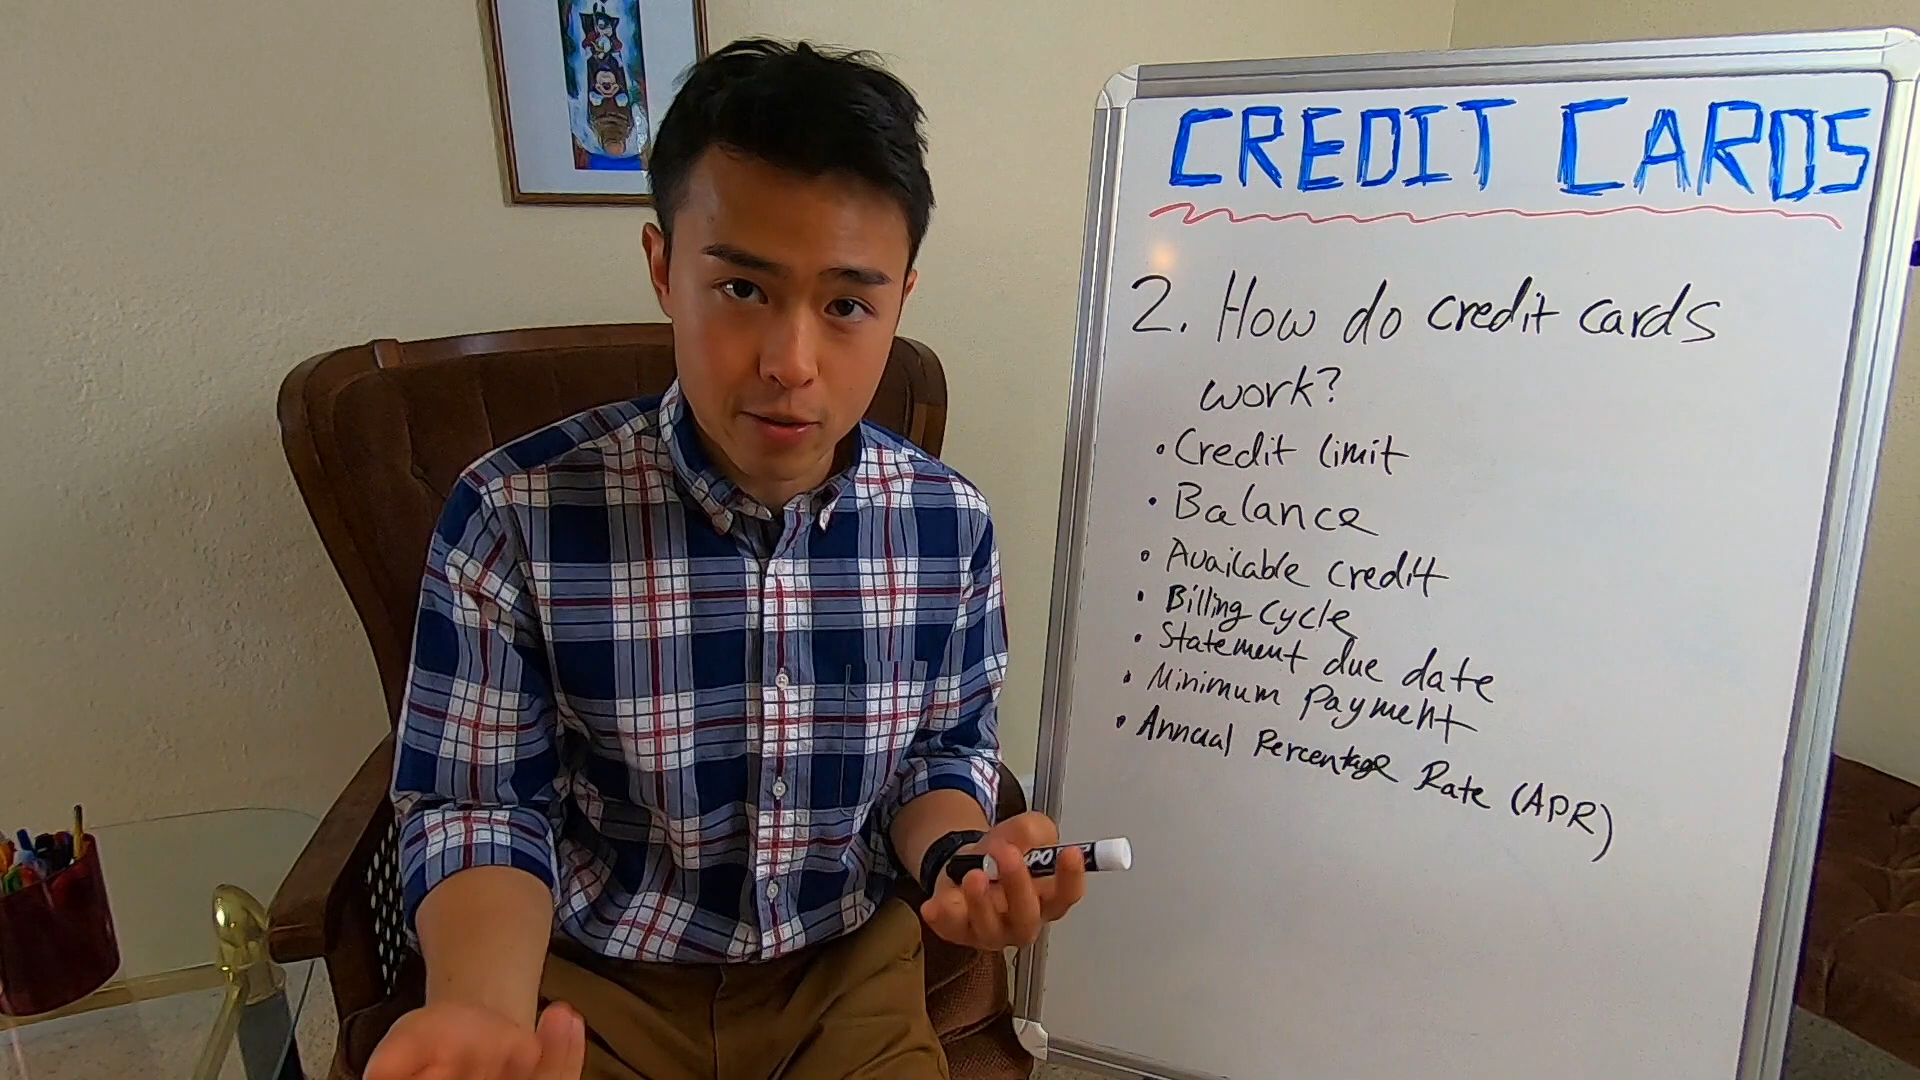 CREDIT CARDS
2. How do credit cards
work?
• Credit limit
• Balance
• Available credit
• Billing Cycle
• Statement due date
• Minimum Payment
• Annual Percentage Rate (APR)